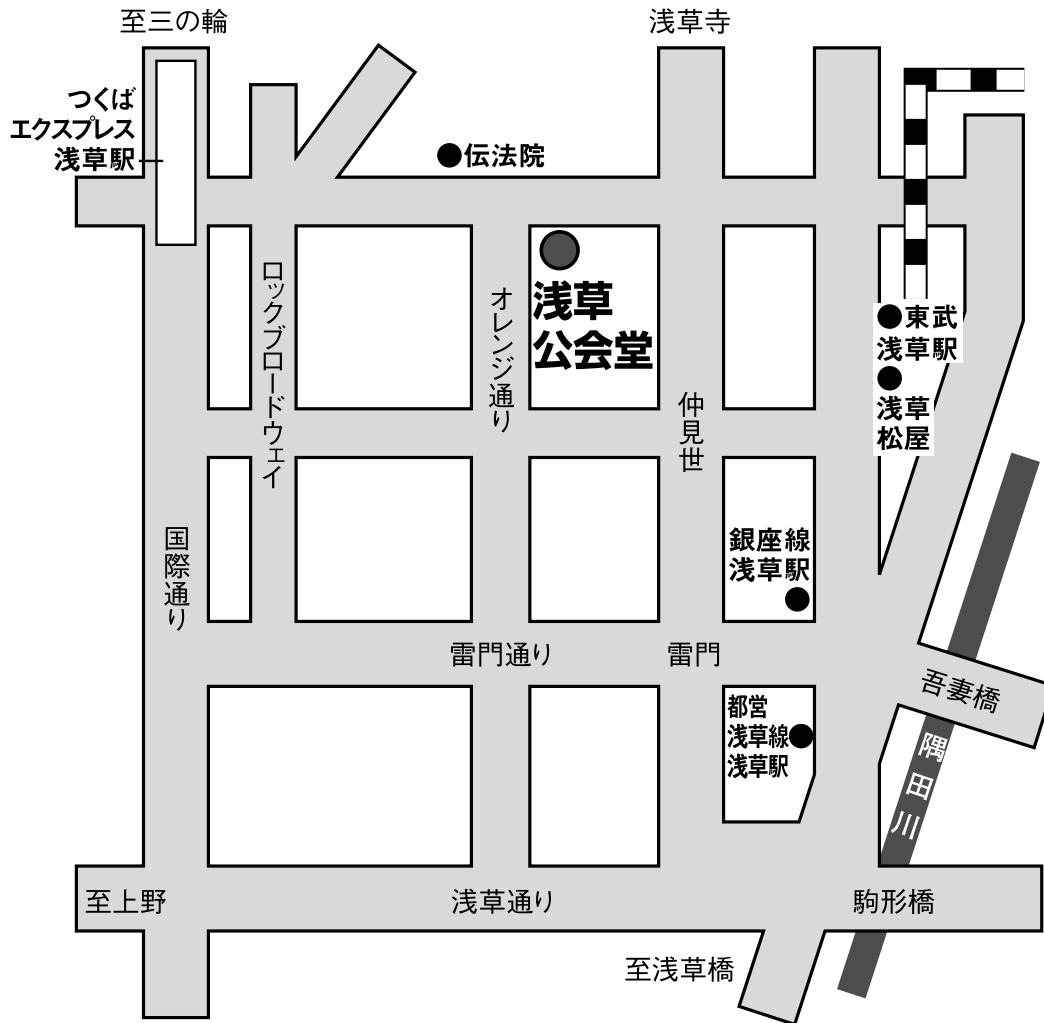 至三の輪
浅草寺
つくば
エクスプレス
浅草駅
伝法院
ロックブロードウェイ
オレンジ通り
浅草
公会堂
仲見世
東武
浅草駅
浅草
松屋
国際通り
銀座線
浅草駅
雷門通り
雷門
吾妻橋
都営
浅草線
浅草駅
隅田川
至上野
浅草通り
駒形橋
至浅草橋